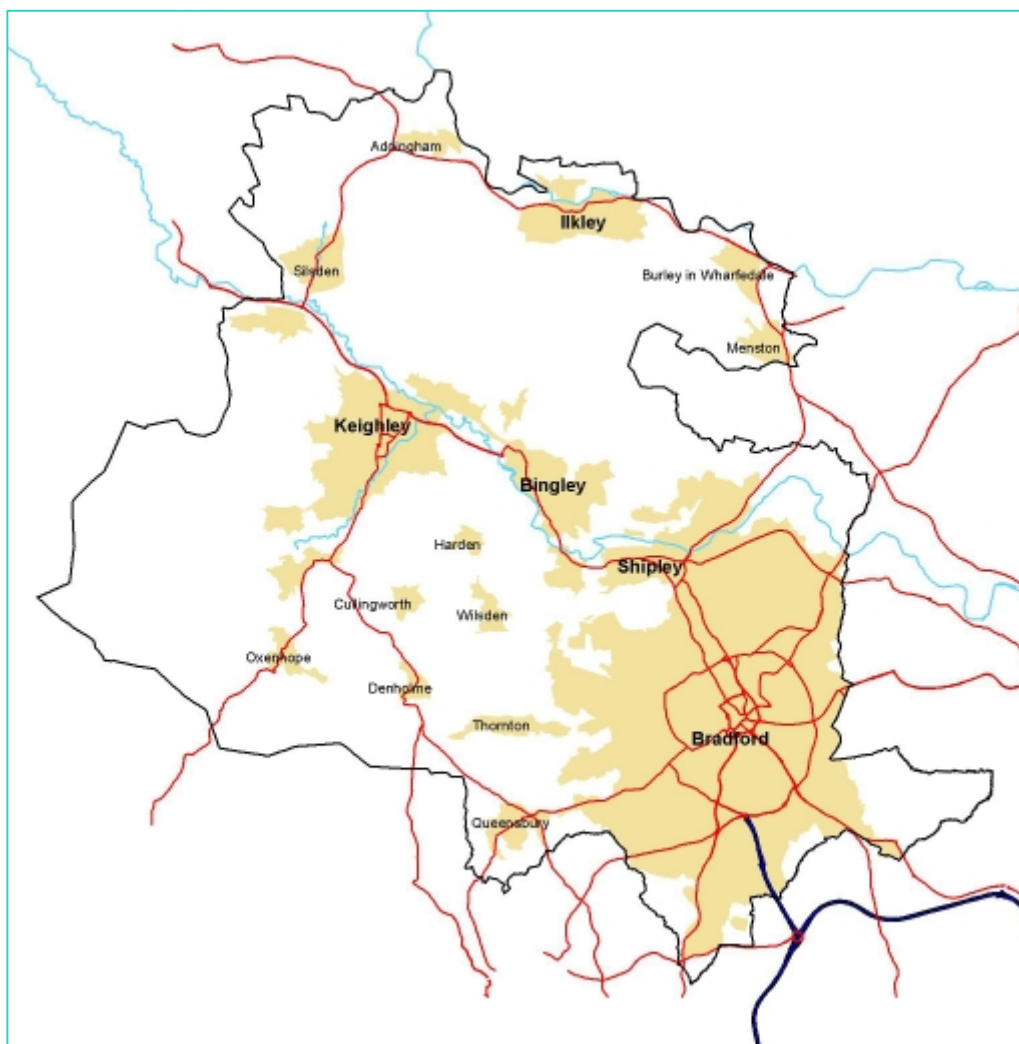 Addingham
Ilkley
Silsden
Burley in Wharfedale
Menston
Keighley
Bingley
Harden
Shipley
Cullingworth
Wilsden
Oxenhope
Denholme
Thornton
Bradford
Queensbury